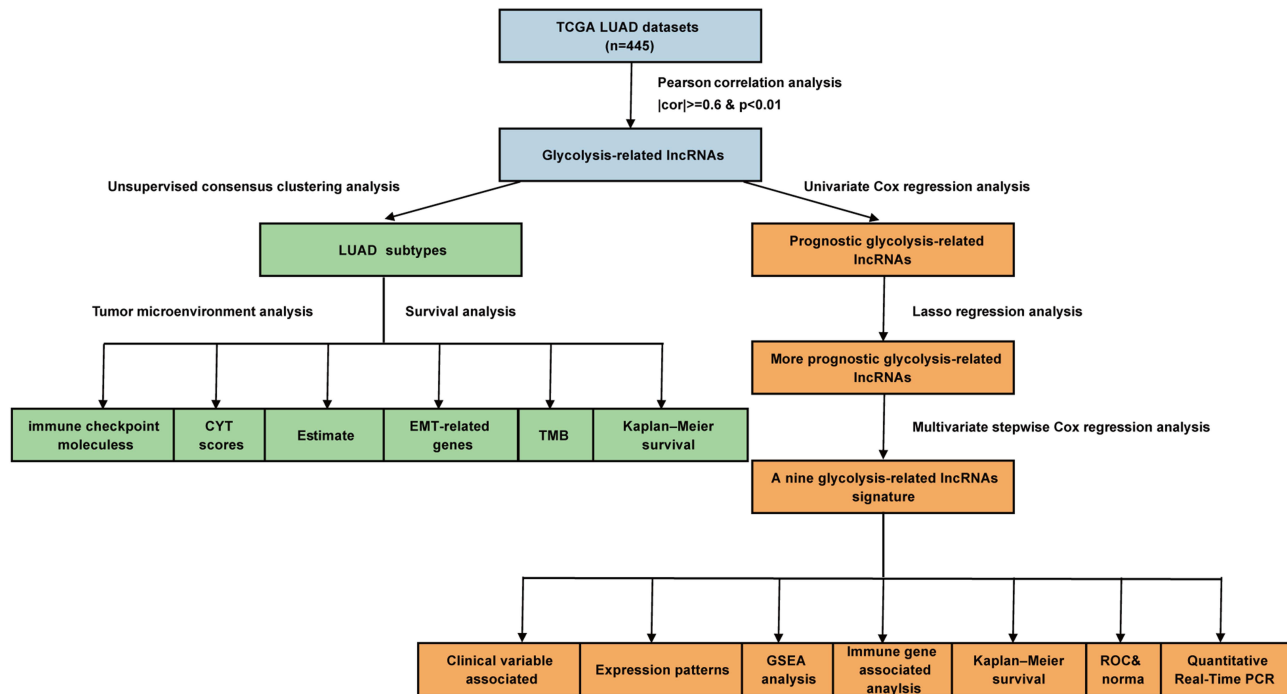 TCGA LUAD datasets
(n=445)
Pearson correlation analysis
|cor|>=0.6 & p<0.01
Glycolysis-related lncRNAs
Unsupervised consensus clustering analysis
Univariate Cox regression analysis
LUAD subtypes
Prognostic glycolysis-related
lncRNAs
Tumor microenvironment analysis
Survival analysis
Lasso regression analysis
More prognostic glycolysis-related
lncRNAs
immune checkpoint
moleculess
CYT
scores
Estimate
EMT-related
genes
TMB
Kaplan–Meier
survival
Multivariate stepwise Cox regression analysis
A nine glycolysis-related lncRNAs
signature
Clinical variable
associated
Expression patterns
GSEA
analysis
Immune gene
associated
anaylsis
Kaplan–Meier
survival
ROC&
norma
Quantitative
Real-Time PCR